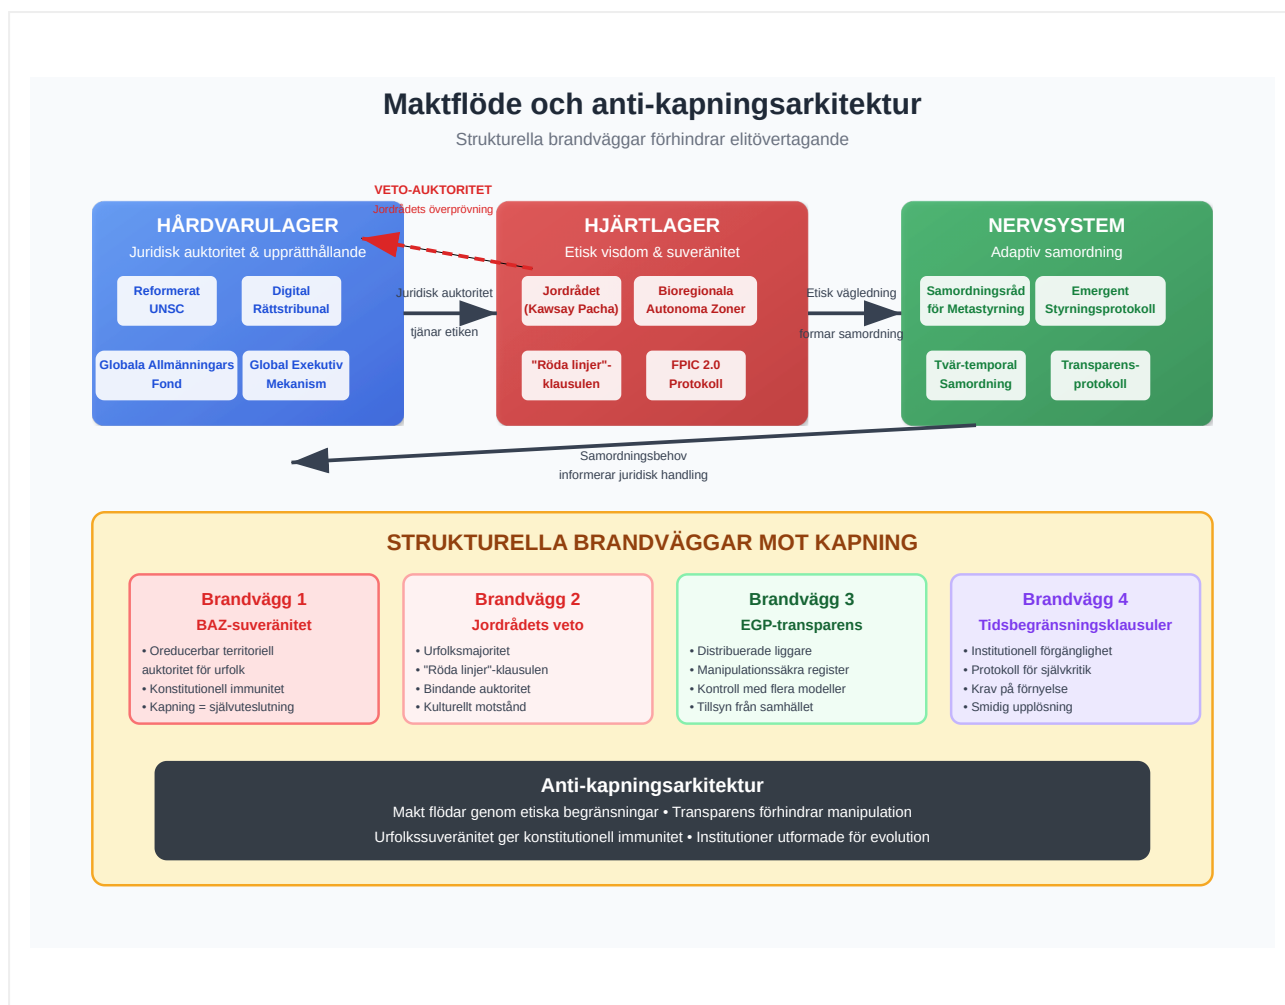 Maktflöde och anti-kapningsarkitektur
Strukturella brandväggar förhindrar elitövertagande
VETO-AUKTORITET
Jordrådets överprövning
HÅRDVARULAGER
Juridisk auktoritet & upprätthållande
Reformerat
UNSC
Digital
Rättstribunal
Globala Allmänningars
Fond
Global Exekutiv
Mekanism
Juridisk auktoritet
tjänar etiken
HJÄRTLAGER
Etisk visdom & suveränitet
Jordrådet
(Kawsay Pacha)
Bioregionala
Autonoma Zoner
"Röda linjer"-
klausulen
FPIC 2.0
Protokoll
Etisk vägledning
formar samordning
NERVSYSTEM
Adaptiv samordning
Samordningsråd
för Metastyrning
Emergent
Styrningsprotokoll
Tvär-temporal
Samordning
Transparens-
protokoll
Samordningsbehov
informerar juridisk handling
STRUKTURELLA BRANDVÄGGAR MOT KAPNING
Brandvägg 1
BAZ-suveränitet
• Oreducerbar territoriell
auktoritet för urfolk
• Konstitutionell immunitet
• Kapning = självuteslutning
Brandvägg 2
Jordrådets veto
• Urfolksmajoritet
• "Röda linjer"-klausulen
• Bindande auktoritet
• Kulturellt motstånd
Brandvägg 3
EGP-transparens
• Distribuerade liggare
• Manipulationssäkra register
• Kontroll med flera modeller
• Tillsyn från samhället
Brandvägg 4
Tidsbegränsningsklausuler
• Institutionell förgänglighet
• Protokoll för självkritik
• Krav på förnyelse
• Smidig upplösning
Anti-kapningsarkitektur
Makt flödar genom etiska begränsningar • Transparens förhindrar manipulation
Urfolkssuveränitet ger konstitutionell immunitet • Institutioner utformade för evolution